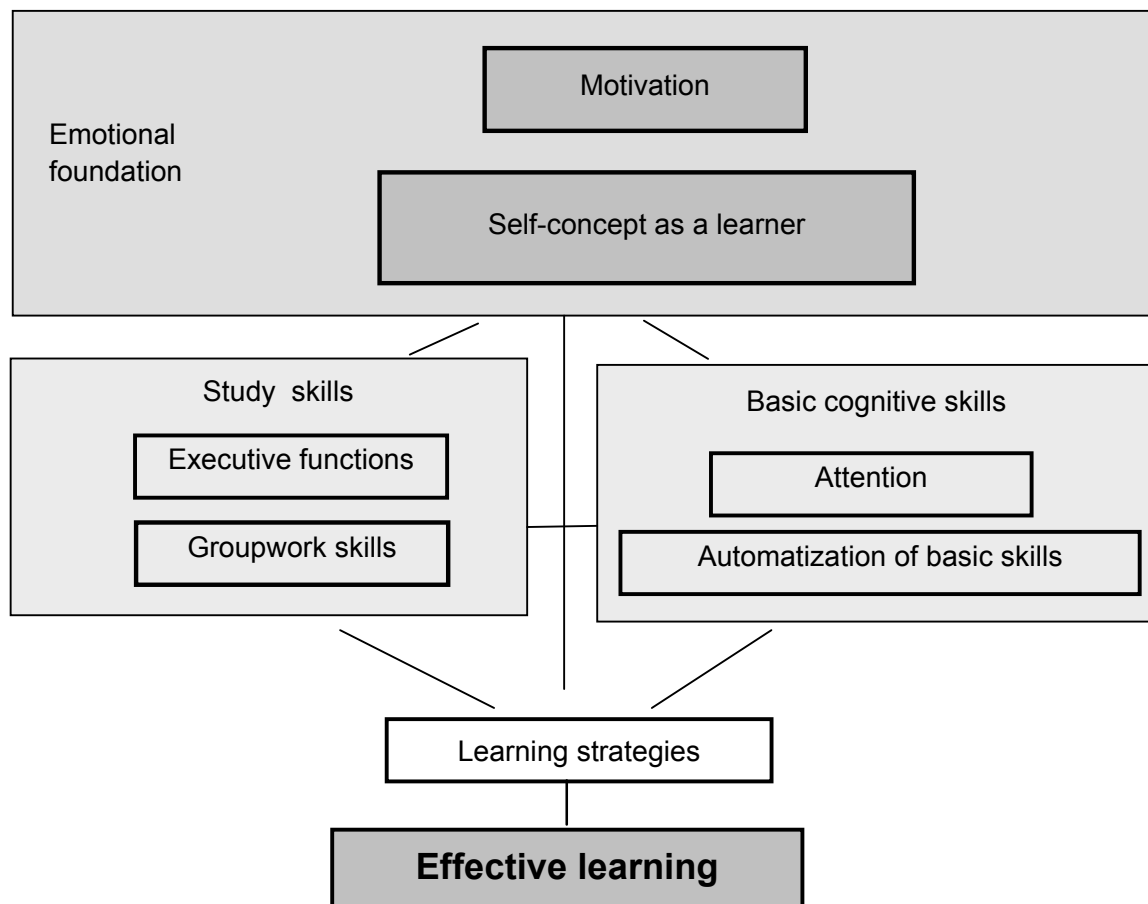 Motivation
Emotional
foundation
Self-concept as a learner
Study skills
Executive functions
Groupwork skills
Basic cognitive skills
Attention
Automatization of basic skills
Learning strategies
Effective learning